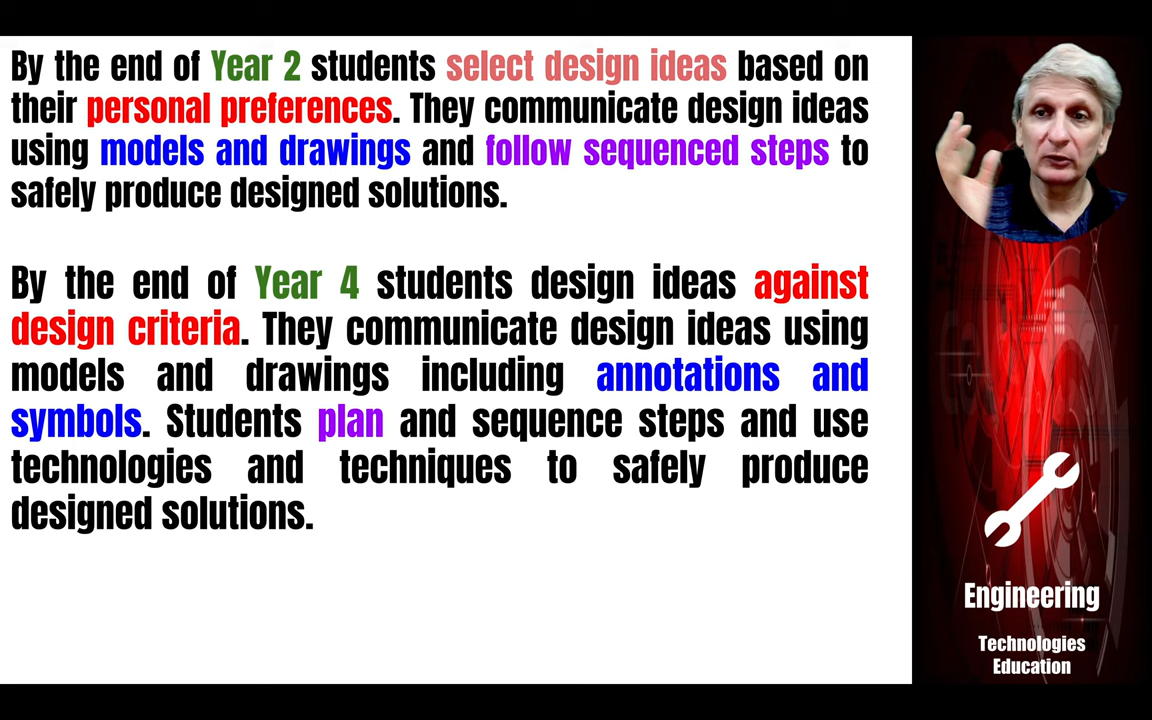 By the end of Year 2 students select design ideas based on
their personal preferences. They communicate design ideas
using models and drawings and follow sequenced steps to
safely produce designed solutions.
By the end of Year 4 students design ideas against
design criteria. They communicate design ideas using
models and drawings including annotations and
symbols. Students plan and sequence steps and use
technologies and techniques to safely produce
designed solutions.
Engineering
Technologies
Education